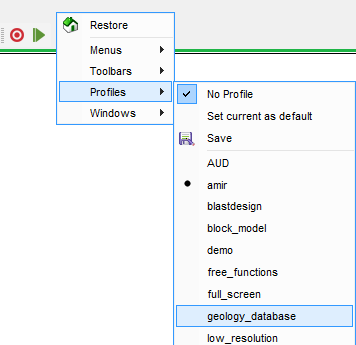 Restore
Menus
Toolbars
Profiles
Windows
No Profile
Set current as default
Save
AUD
amir
blastdesign
block_model
demo
free_functions
full_screen
geology_database
low_resolution